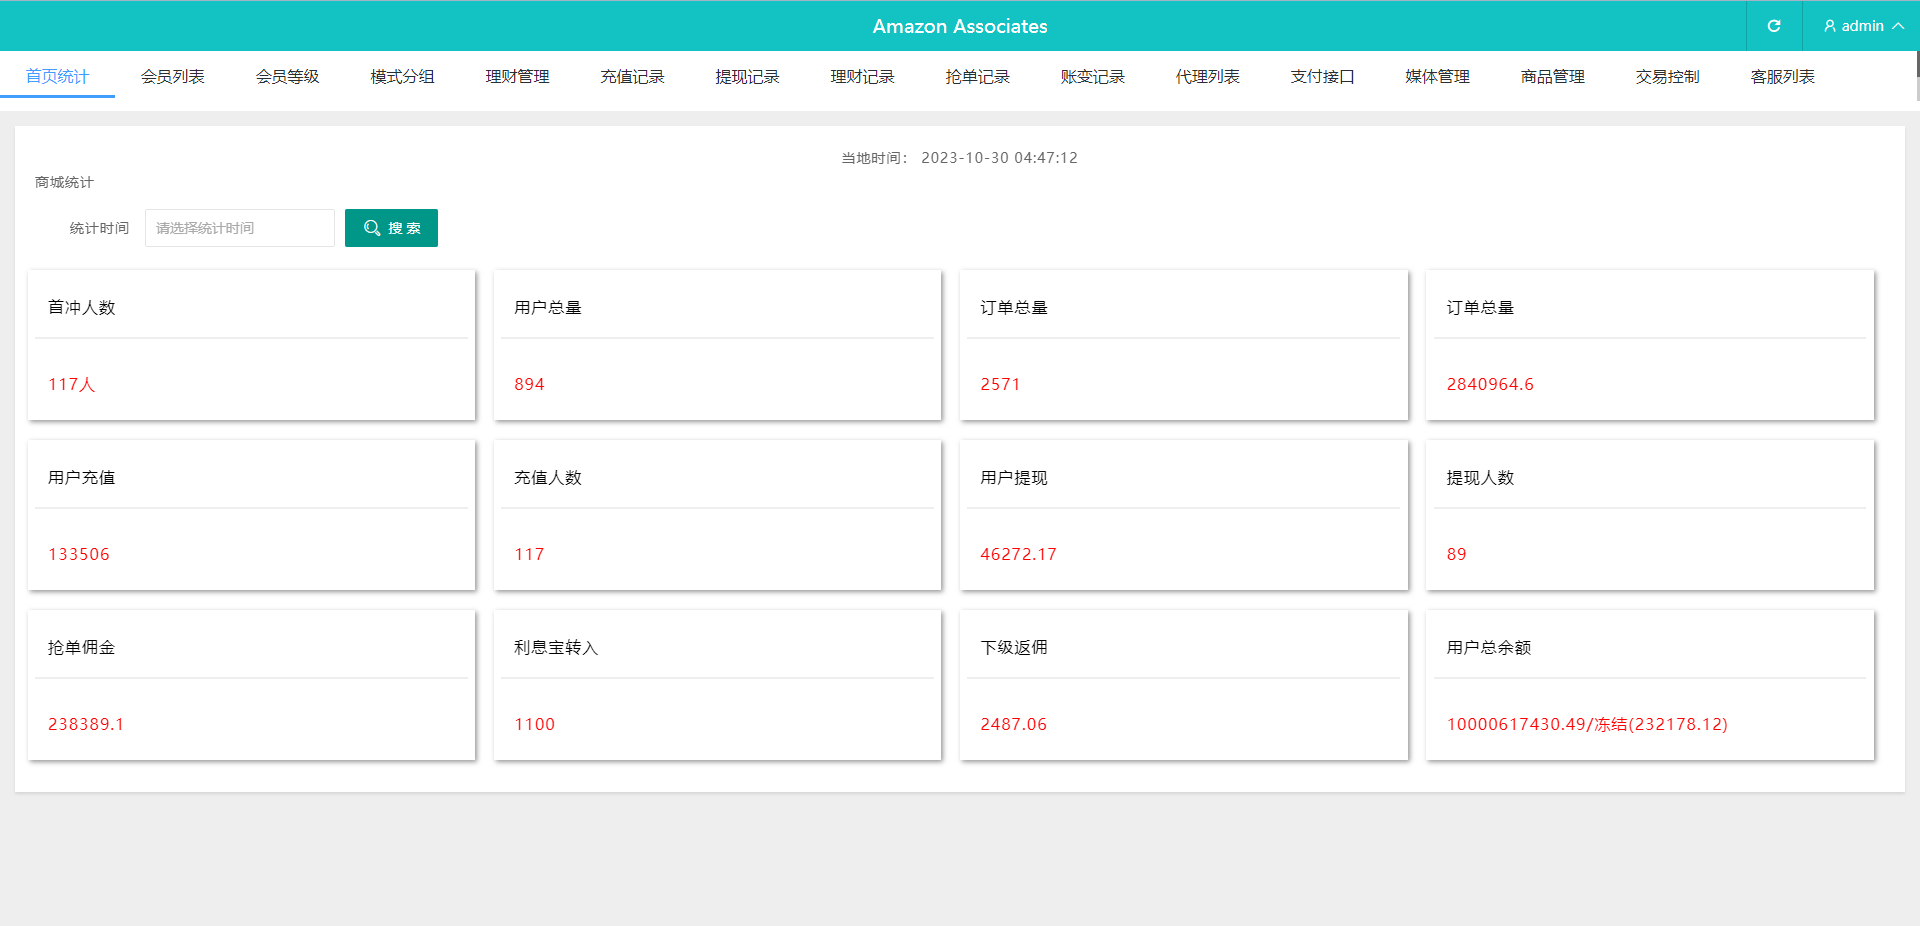 Amazon Associates
admin
首页统计 会员列表 会员等级 模式分组 理财管理 充值记录 提现记录 理财记录 抢单记录 账变记录 代理列表 支付接口 媒体管理 商品管理 交易控制 客服列表
当地时间： 2023-10-30 04:47:12
商城统计
统计时间 请选择统计时间 搜 索
首冲人数 用户总量 订单总量 订单总量
117人 894 2571 2840964.6
用户充值 充值人数 用户提现 提现人数
133506 117 46272.17 89
抢单佣金 利息宝转入 下级返佣 用户总余额
238389.1 1100 2487.06 10000617430.49/冻结(232178.12)